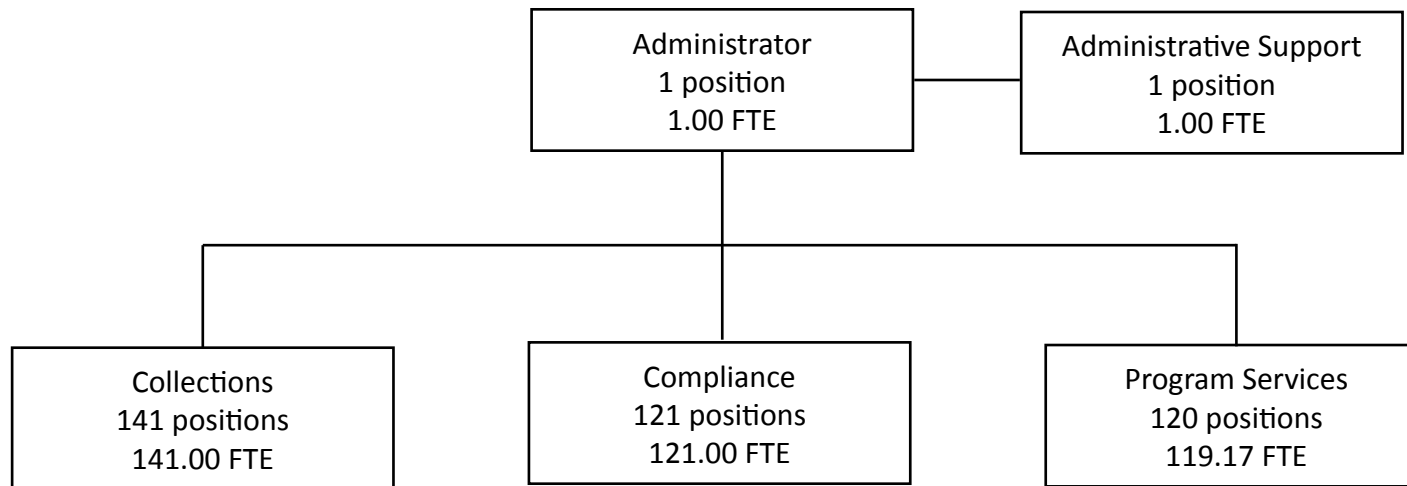 Administrator
1 position
1.00 FTE
Administrative Support
1 position
1.00 FTE
Collections
141 positions
141.00 FTE
Compliance
121 positions
121.00 FTE
Program Services
120 positions
119.17 FTE